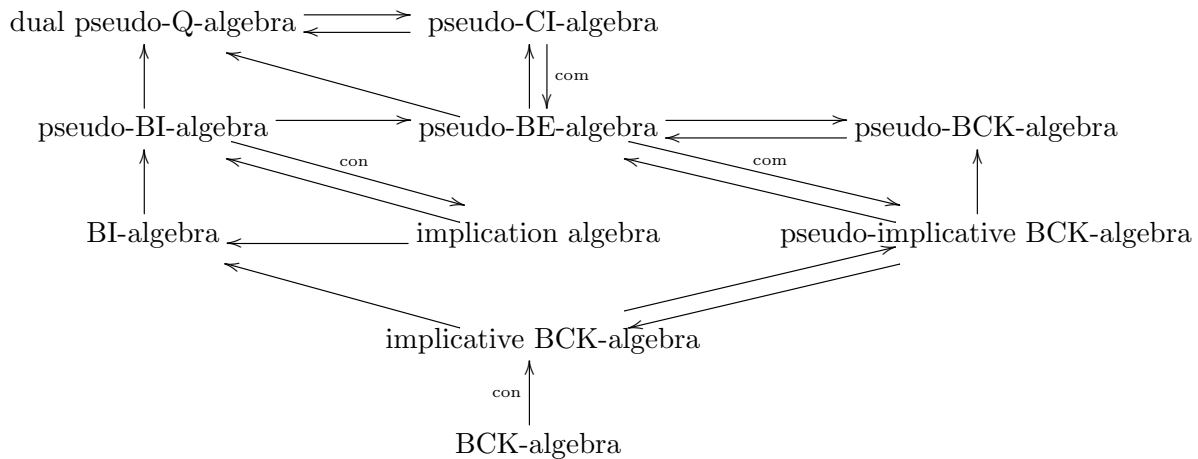 dual pseudo-Q-algebra pseudo-CI-algebra
com
pseudo-BI-algebra pseudo-BE-algebra pseudo-BCK-algebra
con com
BI-algebra implication algebra pseudo-implicative BCK-algebra
implicative BCK-algebra
con
BCK-algebra